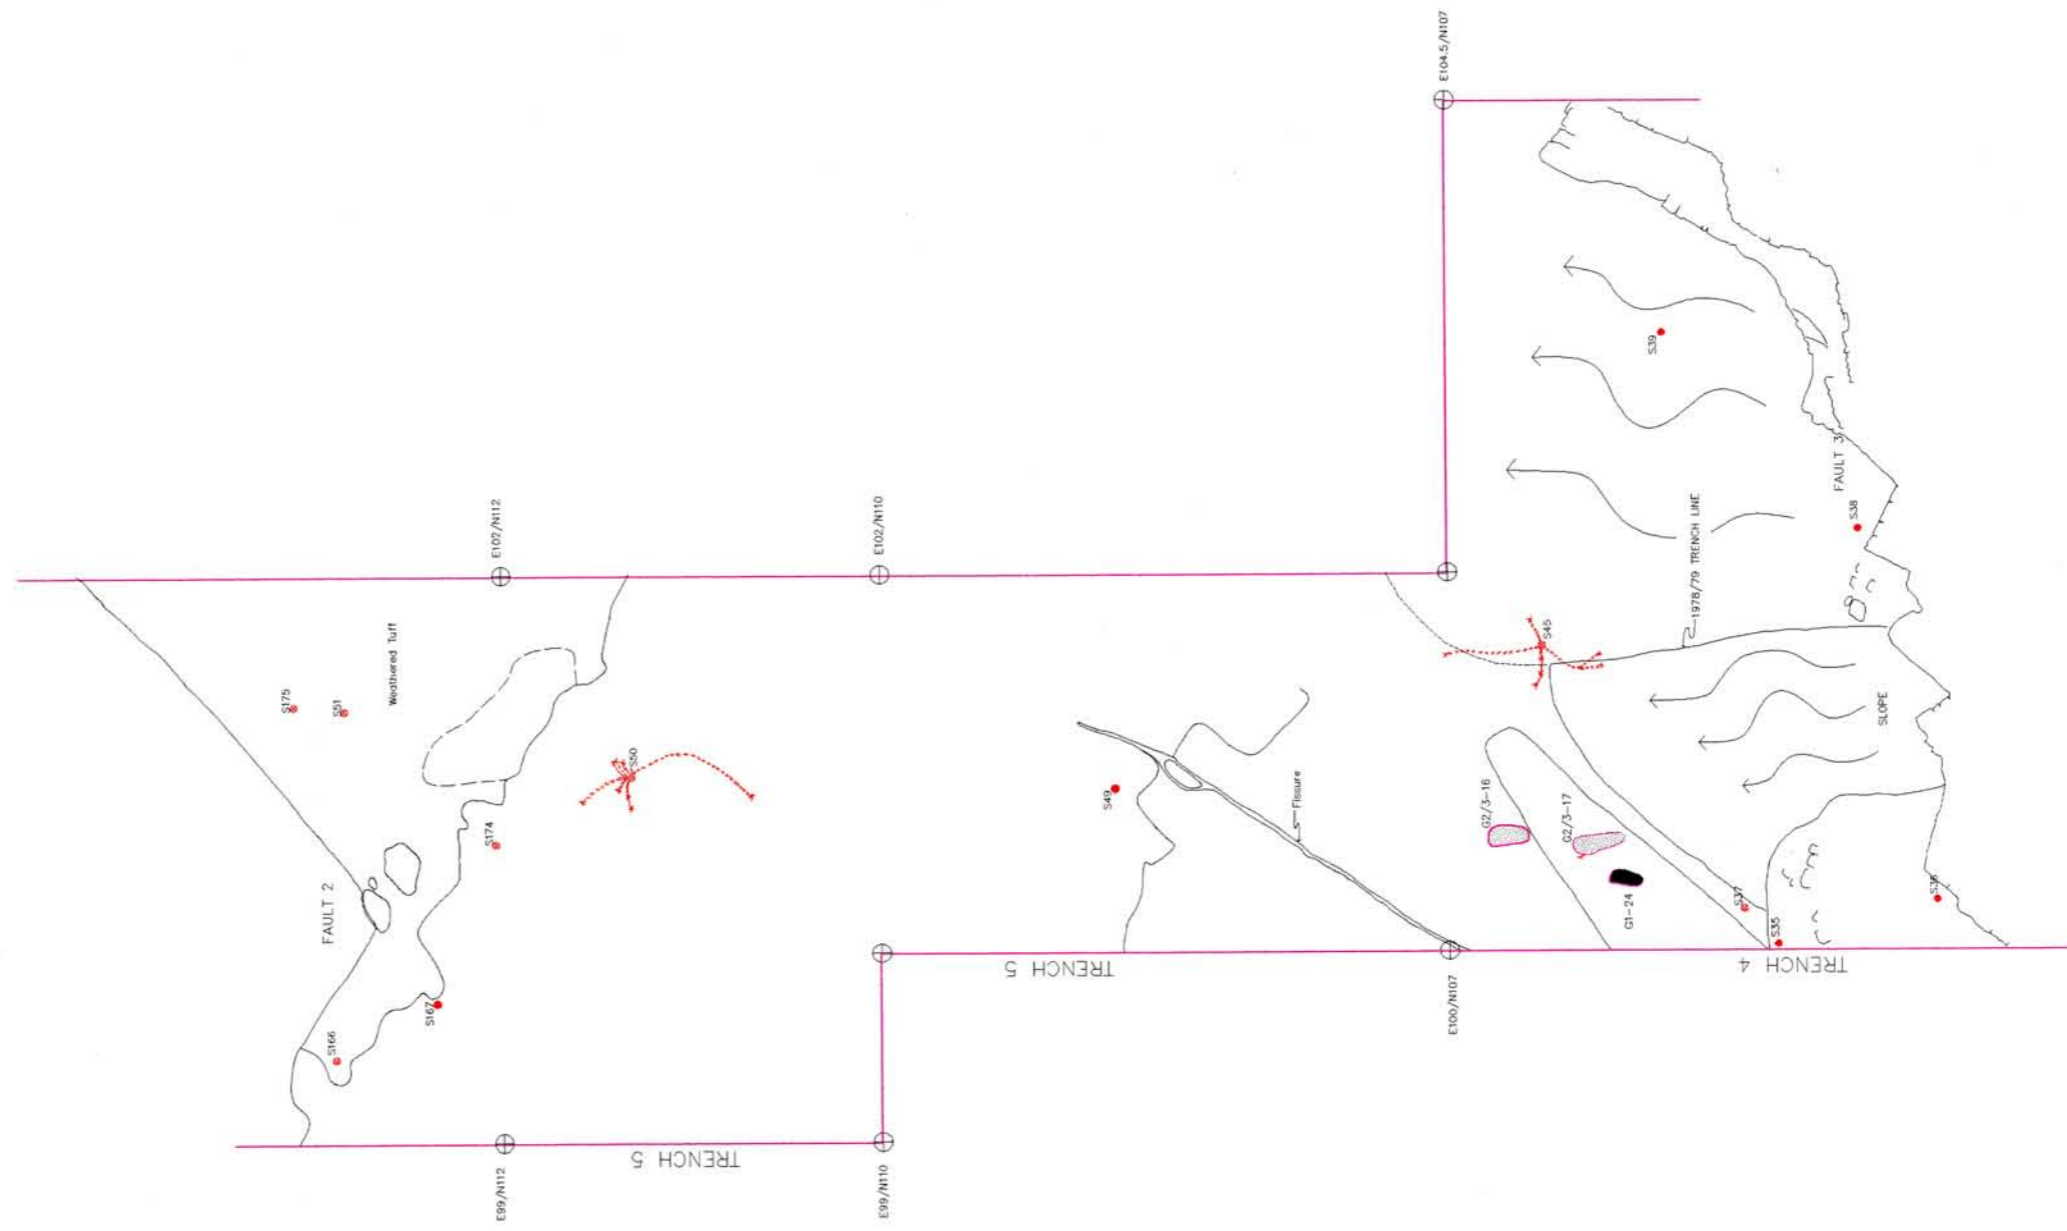 E104.5/N107
E102/N112
E102/N110
S39
FAULT 3
S38
1978/79 TRENCH LINE
S45
SLOPE
Weathered Tuff
S175
S51
S50
S174
FAULT 2
S49
Fissure
G2/3-16
G2/3-17
G1-24
S37
S35
S36
S167
S166
TRENCH 5
TRENCH 4
E100/N107
TRENCH 5
E99/N112
E99/N110